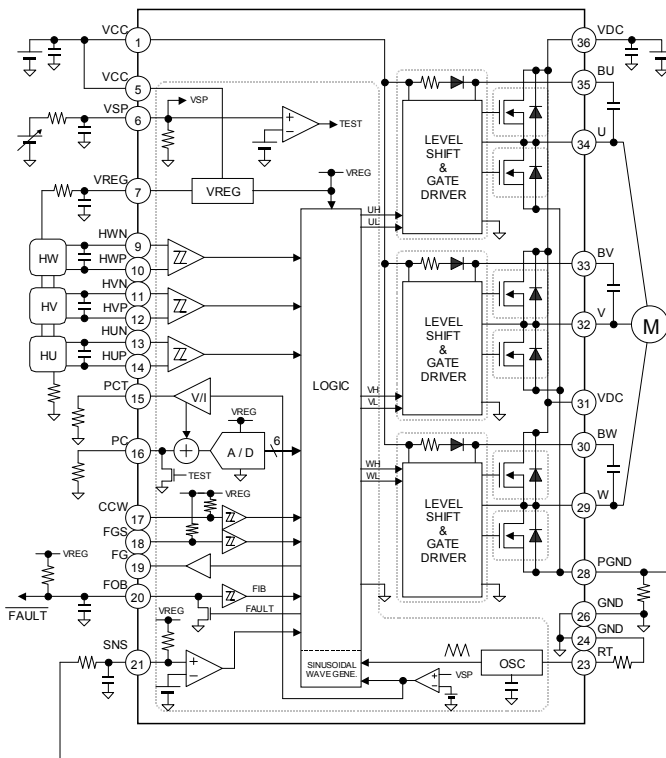 VCC
1
VCC
5
VSP
6
VSP
TEST
VREG
7
VREG
VREG
HW
HWN
9
HWP
10
HV
HVN
11
HVP
12
HU
HUN
13
HUP
14
PCT
15
V/I
PC
16
+
TEST
VREG
A / D
6
CCW
17
VREG
FGS
18
FG
19
VREG
FOB
20
FAULT
FIB
FAULT
SNS
21
VREG
LOGIC
SINUSOIDAL
WAVE GENE.
UH
UL
VH
VL
WH
WL
VSP
OSC
LEVEL
SHIFT
&
GATE
DRIVER
LEVEL
SHIFT
&
GATE
DRIVER
LEVEL
SHIFT
&
GATE
DRIVER
VDC
36
BU
35
U
34
BV
33
V
32
M
VDC
31
BW
30
W
29
PGND
28
GND
26
GND
24
RT
23